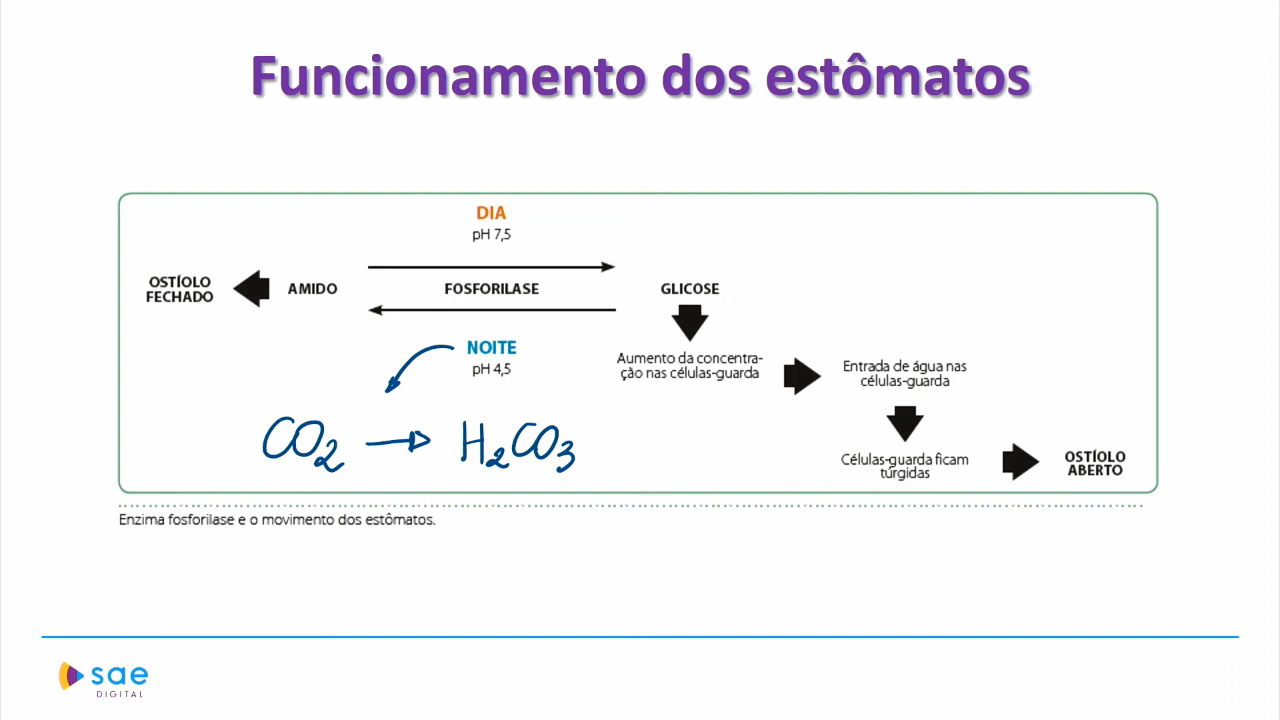 Funcionamento dos estômatos
DIA
pH 7,5
OSTÍOLO
FECHADO
AMIDO
FOSFORILASE
GLICOSE
NOITE
pH 4,5
Aumento da concentra-
ção nas células-guarda
Entrada de água nas
células-guarda
CO2 → H2CO3
Células-guarda ficam
túrgidas
OSTÍOLO
ABERTO
Enzima fosforilase e o movimento dos estômatos.
sae
DIGITAL